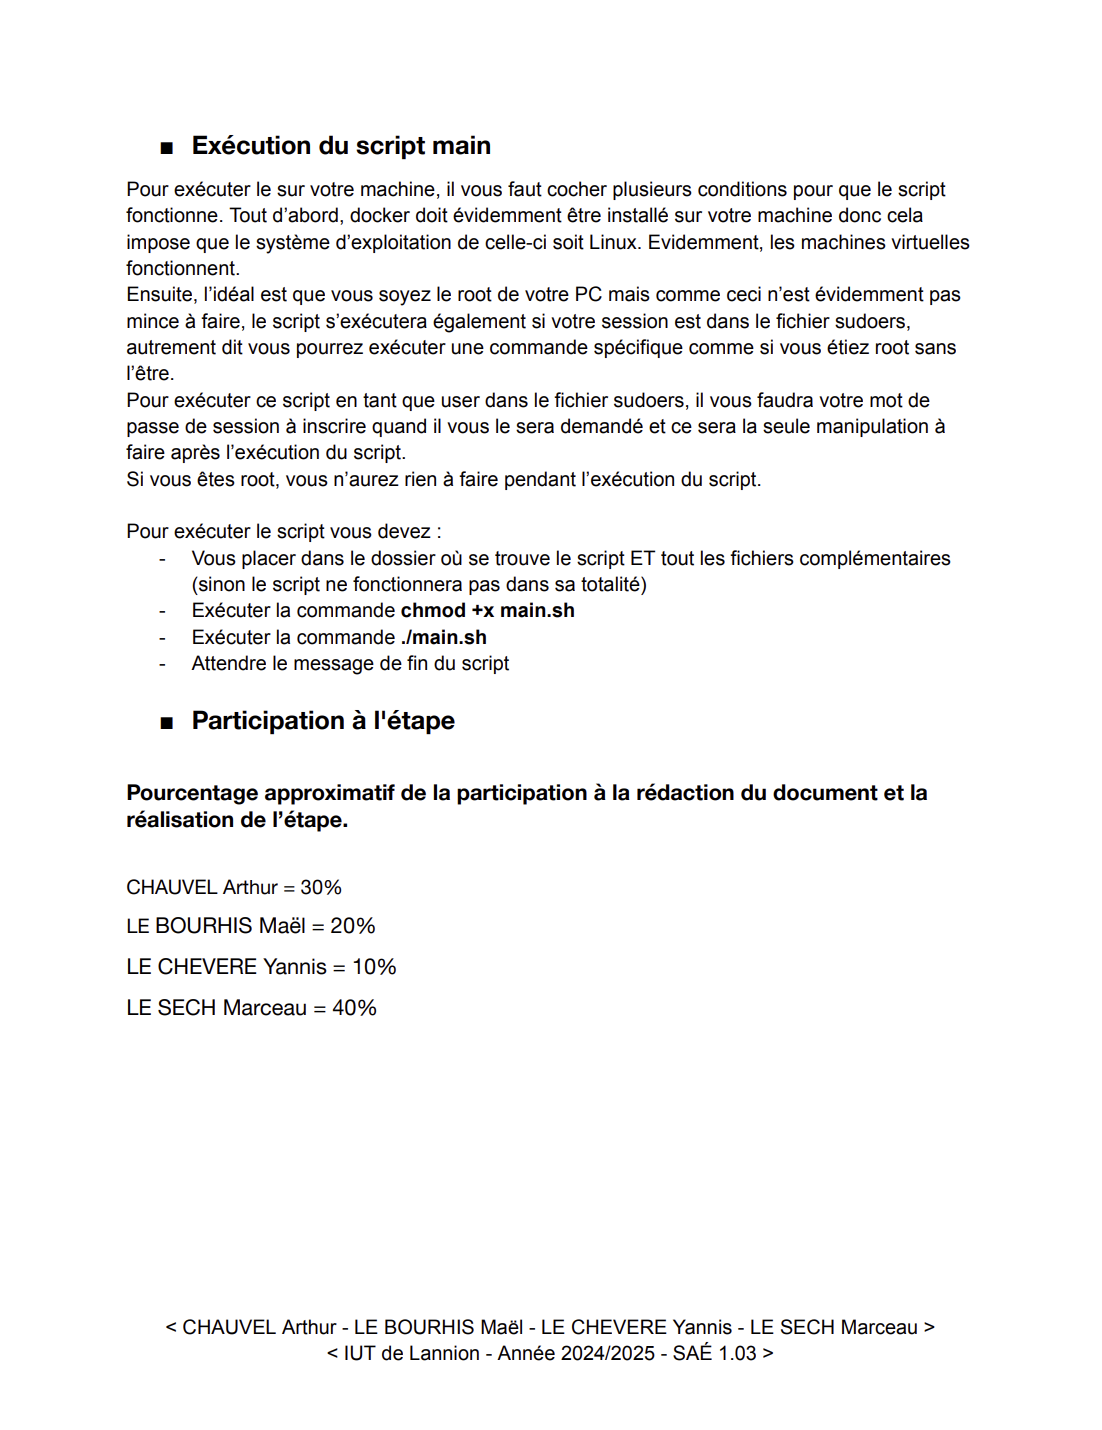 ■ Exécution du script main
Pour exécuter le sur votre machine, il vous faut cocher plusieurs conditions pour que le script
fonctionne. Tout d’abord, docker doit évidemment être installé sur votre machine donc cela
impose que le système d’exploitation de celle-ci soit Linux. Evidemment, les machines virtuelles
fonctionnent.
Ensuite, l’idéal est que vous soyez le root de votre PC mais comme ceci n’est évidemment pas
mince à faire, le script s’exécutera également si votre session est dans le fichier sudoers,
autrement dit vous pourrez exécuter une commande spécifique comme si vous étiez root sans
l’être.
Pour exécuter ce script en tant que user dans le fichier sudoers, il vous faudra votre mot de
passe de session à inscrire quand il vous le sera demandé et ce sera la seule manipulation à
faire après l’exécution du script.
Si vous êtes root, vous n’aurez rien à faire pendant l’exécution du script.
Pour exécuter le script vous devez :
- Vous placer dans le dossier où se trouve le script ET tout les fichiers complémentaires
(sinon le script ne fonctionnera pas dans sa totalité)
- Exécuter la commande chmod +x main.sh
- Exécuter la commande ./main.sh
- Attendre le message de fin du script
■ Participation à l'étape
Pourcentage approximatif de la participation à la rédaction du document et la
réalisation de l’étape.
CHAUVEL Arthur = 30%
LE BOURHIS Maël = 20%
LE CHEVERE Yannis = 10%
LE SECH Marceau = 40%
< CHAUVEL Arthur - LE BOURHIS Maël - LE CHEVERE Yannis - LE SECH Marceau >
< IUT de Lannion - Année 2024/2025 - SAÉ 1.03 >